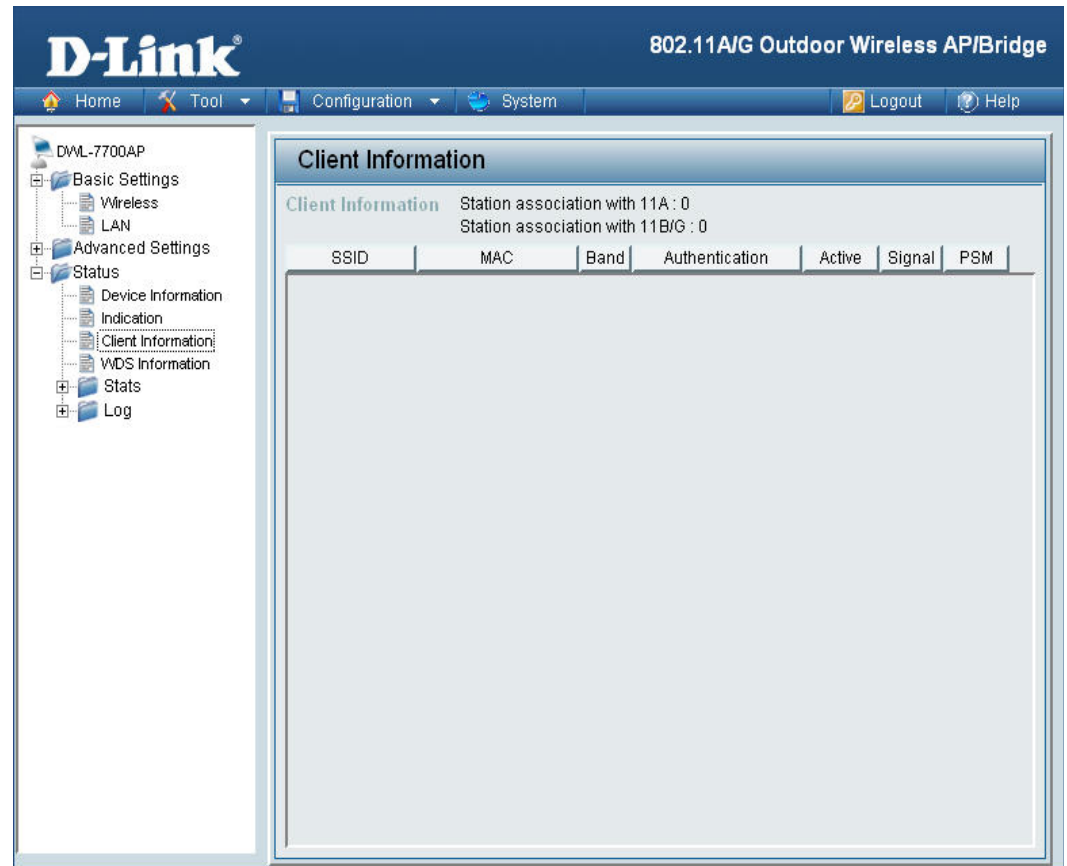 D-Link®
802.11A/G Outdoor Wireless AP/Bridge
Home Tool Configuration System Logout Help
DWL-7700AP
Basic Settings
Wireless
LAN
Advanced Settings
Status
Device Information
Indication
Client Information
WDS Information
Stats
Log
Client Information
Client Information Station association with 11A : 0
Station association with 11B/G : 0
SSID MAC Band Authentication Active Signal PSM